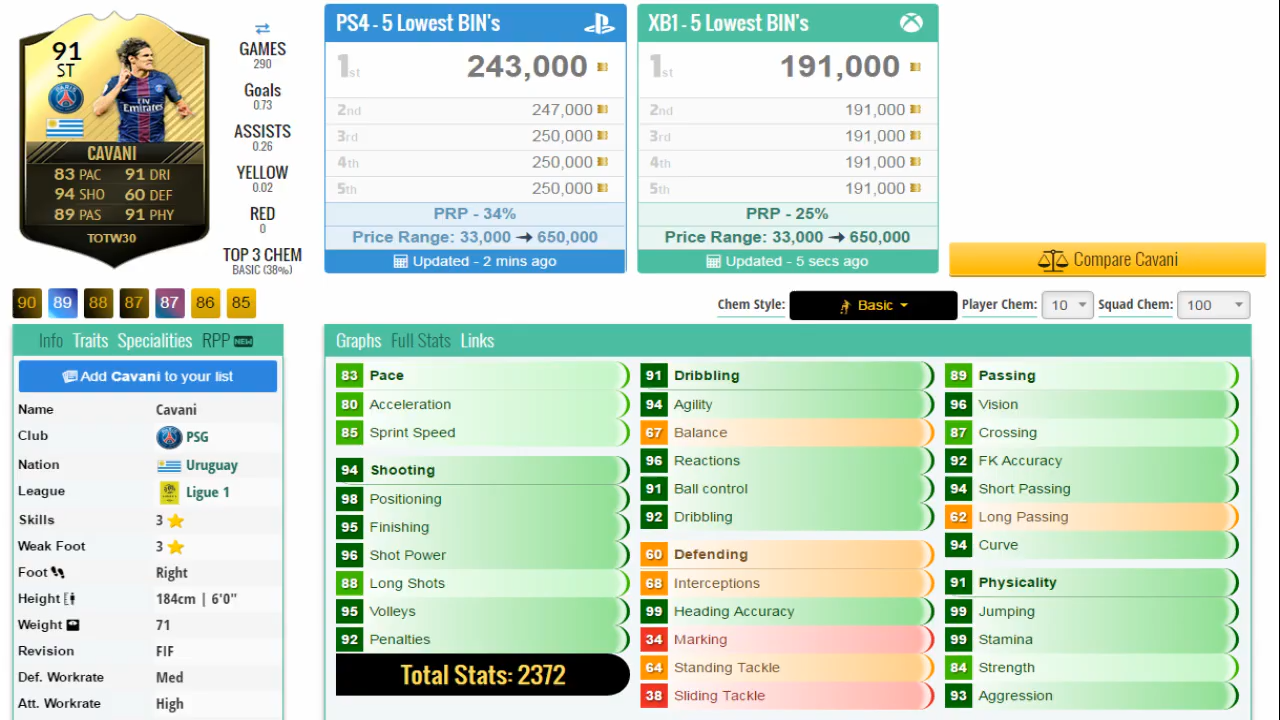 91
ST
PARIS
Fly
Emirates
CAVANI
83 PAC 91 DRI
94 SHO 60 DEF
89 PAS 91 PHY
TOTW30
GAMES
290
Goals
0.73
ASSISTS
0.26
YELLOW
0.02
RED
0
TOP 3 CHEM
BASIC (38%)
PS4 - 5 Lowest BIN's
1st 243,000
2nd 247,000
3rd 250,000
4th 250,000
5th 250,000
PRP - 34%
Price Range: 33,000 ➔ 650,000
Updated - 2 mins ago
XB1 - 5 Lowest BIN's
1st 191,000
2nd 191,000
3rd 191,000
4th 191,000
5th 191,000
PRP - 25%
Price Range: 33,000 ➔ 650,000
Updated - 5 secs ago
Compare Cavani
90 89 88 87 87 86 85
Chem Style: Basic Player Chem: 10 Squad Chem: 100
Info Traits Specialities RPP NEW
Add Cavani to your list
Name Cavani
Club PSG
Nation Uruguay
League Ligue 1
Skills 3
Weak Foot 3
Foot Right
Height 184cm | 6'0"
Weight 71
Revision FIF
Def. Workrate Med
Att. Workrate High
Graphs Full Stats Links
83 Pace
80 Acceleration
85 Sprint Speed
94 Shooting
98 Positioning
95 Finishing
96 Shot Power
88 Long Shots
95 Volleys
92 Penalties
Total Stats: 2372
91 Dribbling
94 Agility
67 Balance
96 Reactions
91 Ball control
92 Dribbling
60 Defending
68 Interceptions
99 Heading Accuracy
34 Marking
64 Standing Tackle
38 Sliding Tackle
89 Passing
96 Vision
87 Crossing
92 FK Accuracy
94 Short Passing
62 Long Passing
94 Curve
91 Physicality
99 Jumping
99 Stamina
84 Strength
93 Aggression